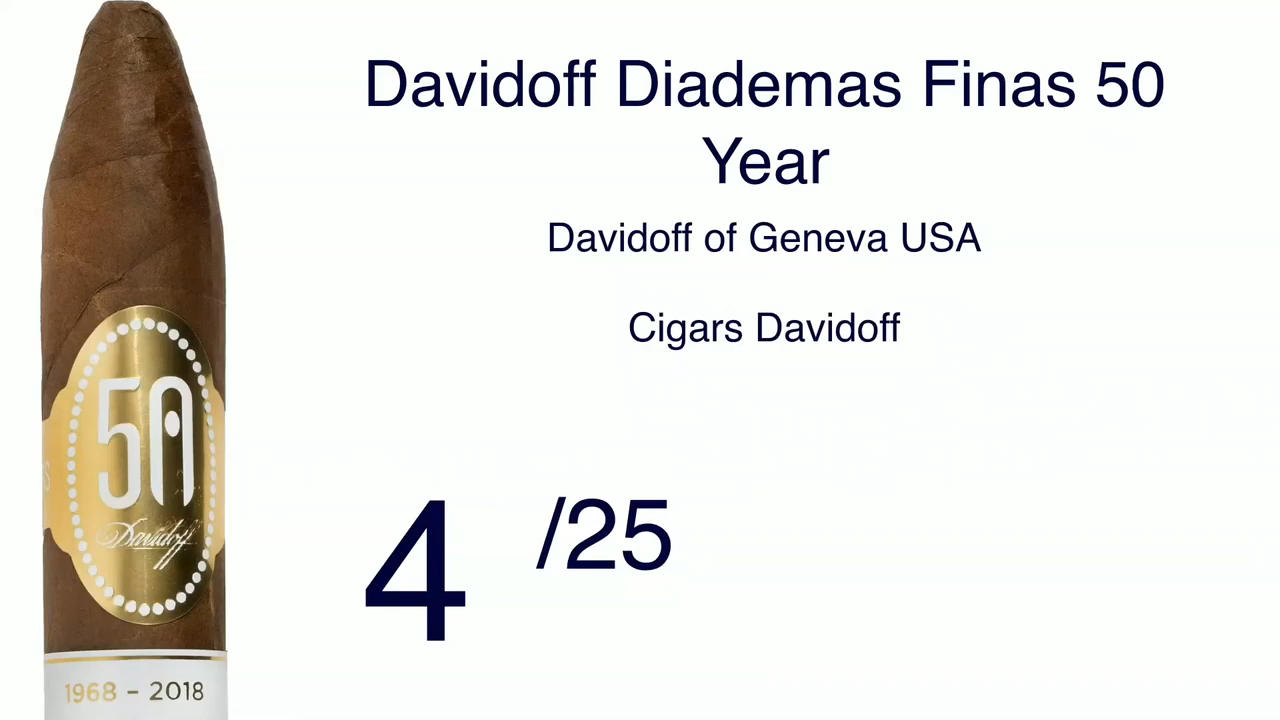 Davidoff Diademas Finas 50
Year
Davidoff of Geneva USA
Cigars Davidoff
50
Davidoff
4 /25
1968 - 2018